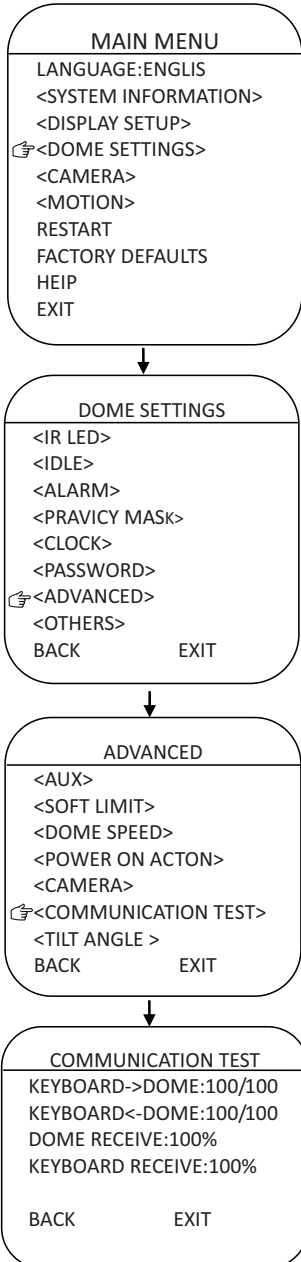 MAIN MENU
LANGUAGE:ENGLIS
<SYSTEM INFORMATION>
<DISPLAY SETUP>
<DOME SETTINGS>
<CAMERA>
<MOTION>
RESTART
FACTORY DEFAULTS
HEIP
EXIT
DOME SETTINGS
<IR LED>
<IDLE>
<ALARM>
<PRAVICY MASK>
<CLOCK>
<PASSWORD>
<ADVANCED>
<OTHERS>
BACK EXIT
ADVANCED
<AUX>
<SOFT LIMIT>
<DOME SPEED>
<POWER ON ACTON>
<CAMERA>
<COMMUNICATION TEST>
<TILT ANGLE >
BACK EXIT
COMMUNICATION TEST
KEYBOARD->DOME:100/100
KEYBOARD<-DOME:100/100
DOME RECEIVE:100%
KEYBOARD RECEIVE:100%
BACK EXIT